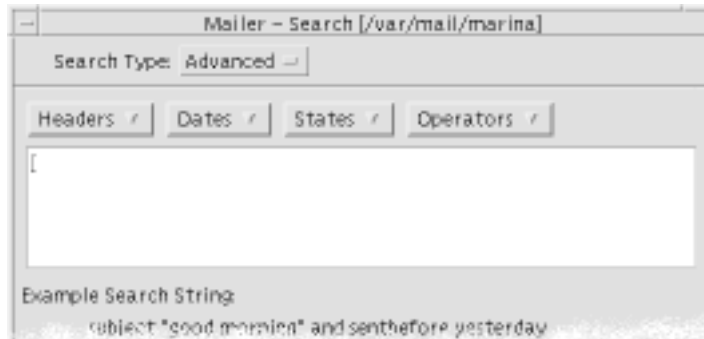 Mailer – Search [/var/mail/marina]
Search Type: Advanced
Headers Dates States Operators
[
Example Search String:
subject "good morning" and sentbefore yesterday